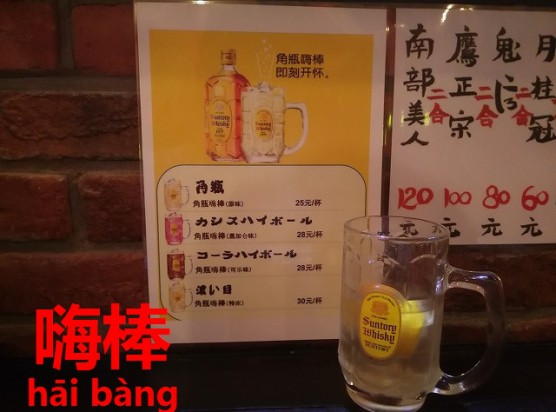 角瓶嗨棒
即刻开怀。
Suntory
Whisky
角瓶
角瓶嗨棒(原味) 25元/杯
カシスハイボール
角瓶嗨棒(黑加仑味) 28元/杯
コーラハイボール
角瓶嗨棒(可乐味) 28元/杯
濃い目
角瓶嗨棒(特浓) 30元/杯
南部美人 二合 120元
鷹正宗 二合 100元
鬼ころ 二合 80元
月桂冠 60元
Suntory
Whisky
嗨棒
hāi bàng